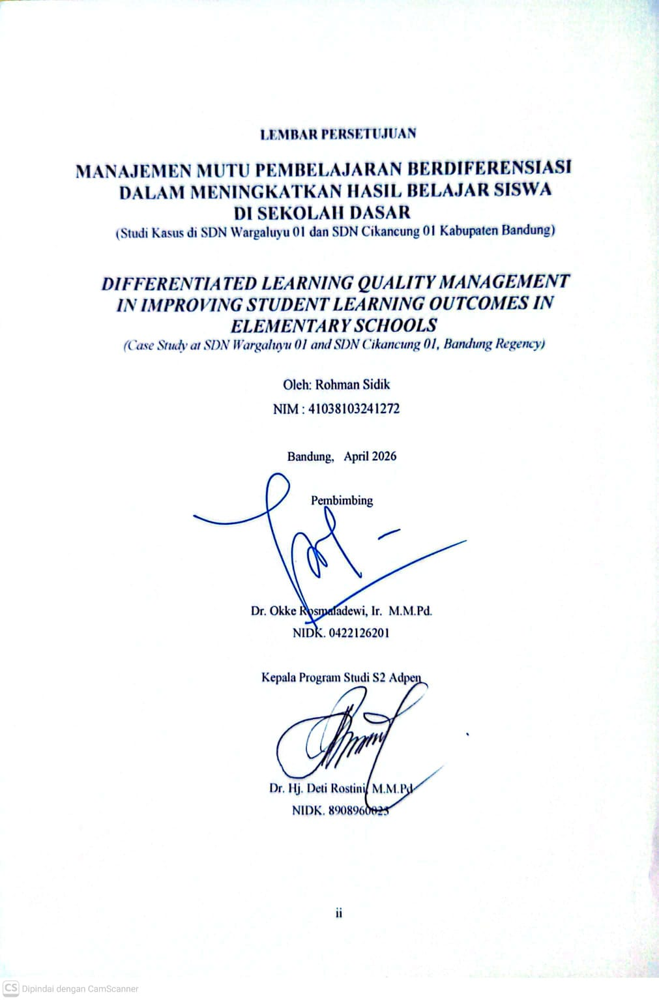 LEMBAR PERSETUJUAN
MANAJEMEN MUTU PEMBELAJARAN BERDIFERENSIASI
DALAM MENINGKATKAN HASIL BELAJAR SISWA
DI SEKOLAH DASAR
(Studi Kasus di SDN Wargaluyu 01 dan SDN Cikancung 01 Kabupaten Bandung)
DIFFERENTIATED LEARNING QUALITY MANAGEMENT
IN IMPROVING STUDENT LEARNING OUTCOMES IN
ELEMENTARY SCHOOLS
(Case Study at SDN Wargaluyu 01 and SDN Cikancung 01, Bandung Regency)
Oleh: Rohman Sidik
NIM : 41038103241272
Bandung, April 2026
Pembimbing
Dr. Okke Rosmaladewi, Ir. M.M.Pd.
NIDK. 0422126201
Kepala Program Studi S2 Adpen
Dr. Hj. Deti Rostini, M.M.Pd
NIDK. 8908960023
ii
CS Dipindai dengan CamScanner